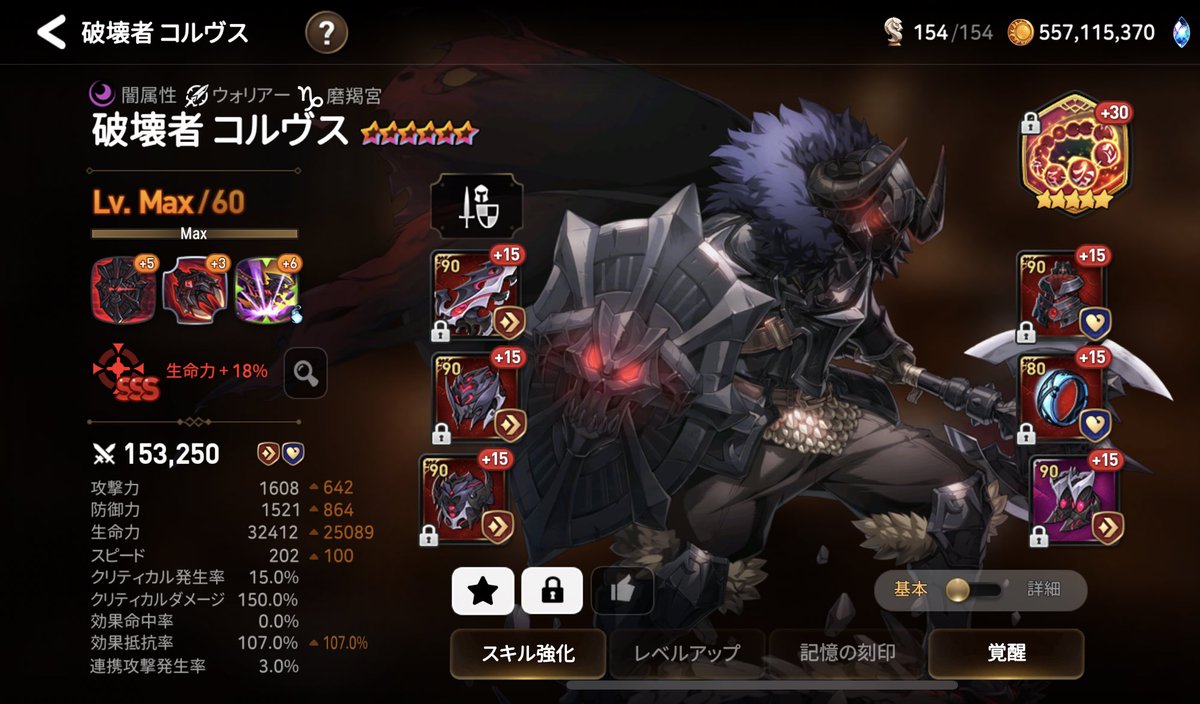 破壊者 コルヴス
?
154/154
557,115,370
闇属性 ウォリアー 磨羯宮
破壊者 コルヴス
Lv. Max/60
Max
+5
+3
+6
SSS
生命力 + 18%
153,250
攻撃力 1608 642
防御力 1521 864
生命力 32412 25089
スピード 202 100
クリティカル発生率 15.0%
クリティカルダメージ 150.0%
効果命中率 0.0%
効果抵抗率 107.0% 107.0%
連携攻撃発生率 3.0%
90 +15
90 +15
90 +15
+30
90 +15
80 +15
90 +15
基本 詳細
スキル強化
レベルアップ
記憶の刻印
覚醒